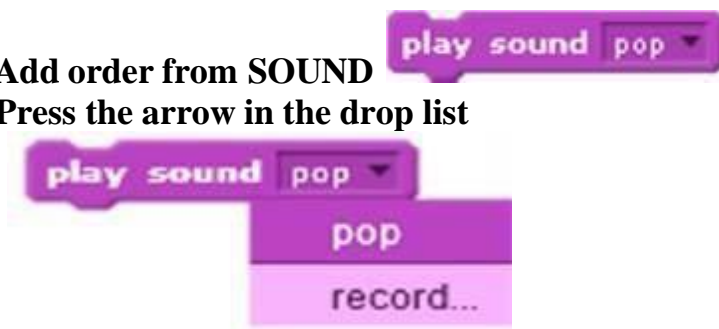 Add order from SOUND play sound pop
Press the arrow in the drop list
play sound pop
pop
record...